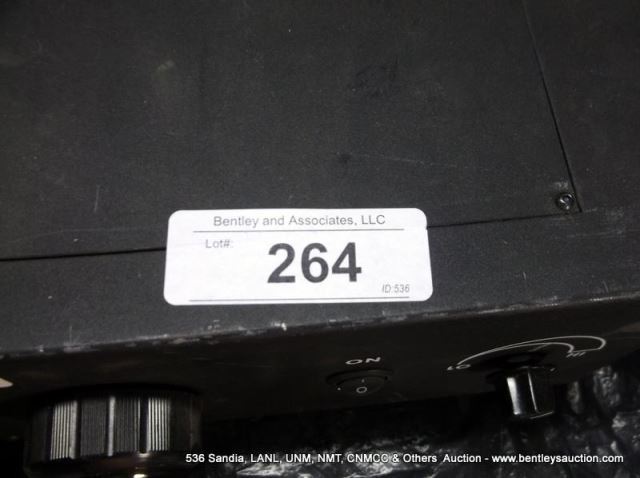 Bentley and Associates, LLC
Lot#:
264
ID:536
ON
LO
HI
536 Sandia, LANL, UNM, NMT, CNMCC & Others Auction - www.bentleysauction.com